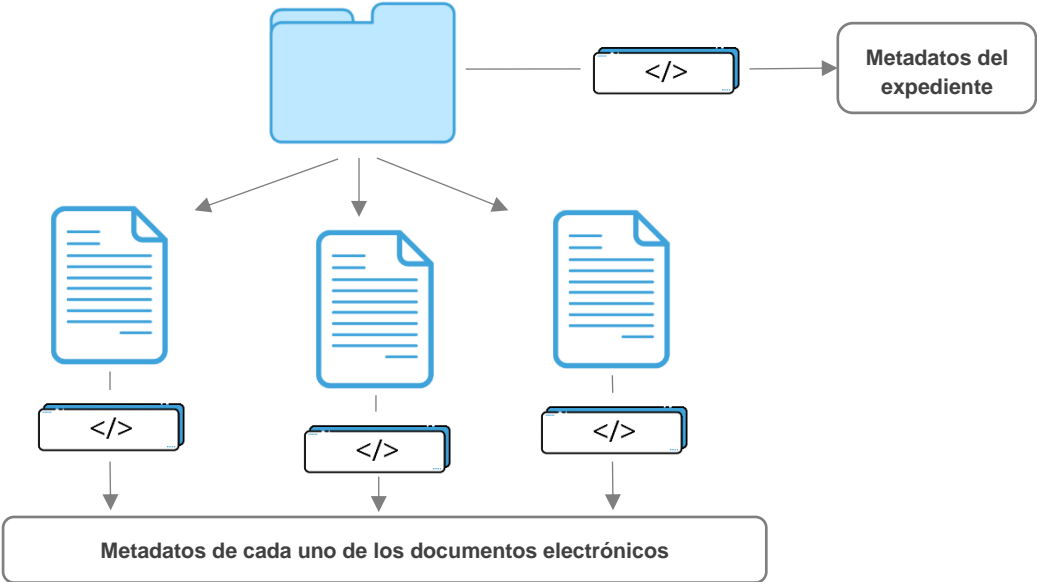 </>
Metadatos del
expediente
</>
</>
</>
Metadatos de cada uno de los documentos electrónicos